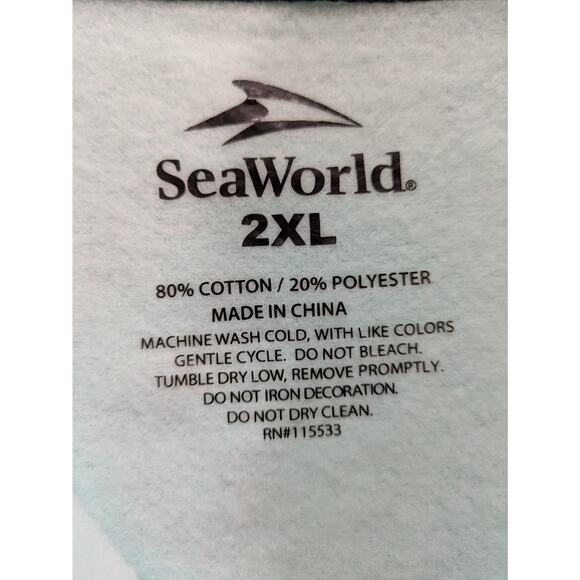 SeaWorld®
2XL
80% COTTON / 20% POLYESTER
MADE IN CHINA
MACHINE WASH COLD, WITH LIKE COLORS
GENTLE CYCLE. DO NOT BLEACH.
TUMBLE DRY LOW, REMOVE PROMPTLY.
DO NOT IRON DECORATION.
DO NOT DRY CLEAN.
RN#115533